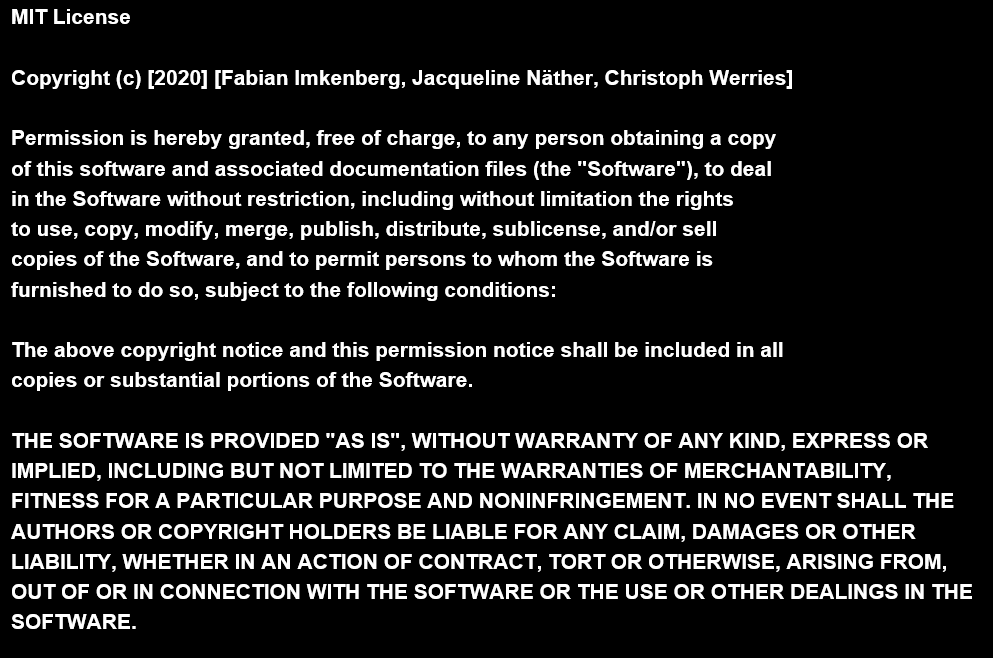 MIT License
Copyright (c) [2020] [Fabian Imkenberg, Jacqueline Näther, Christoph Werries]
Permission is hereby granted, free of charge, to any person obtaining a copy
of this software and associated documentation files (the "Software"), to deal
in the Software without restriction, including without limitation the rights
to use, copy, modify, merge, publish, distribute, sublicense, and/or sell
copies of the Software, and to permit persons to whom the Software is
furnished to do so, subject to the following conditions:
The above copyright notice and this permission notice shall be included in all
copies or substantial portions of the Software.
THE SOFTWARE IS PROVIDED "AS IS", WITHOUT WARRANTY OF ANY KIND, EXPRESS OR
IMPLIED, INCLUDING BUT NOT LIMITED TO THE WARRANTIES OF MERCHANTABILITY,
FITNESS FOR A PARTICULAR PURPOSE AND NONINFRINGEMENT. IN NO EVENT SHALL THE
AUTHORS OR COPYRIGHT HOLDERS BE LIABLE FOR ANY CLAIM, DAMAGES OR OTHER
LIABILITY, WHETHER IN AN ACTION OF CONTRACT, TORT OR OTHERWISE, ARISING FROM,
OUT OF OR IN CONNECTION WITH THE SOFTWARE OR THE USE OR OTHER DEALINGS IN THE
SOFTWARE.